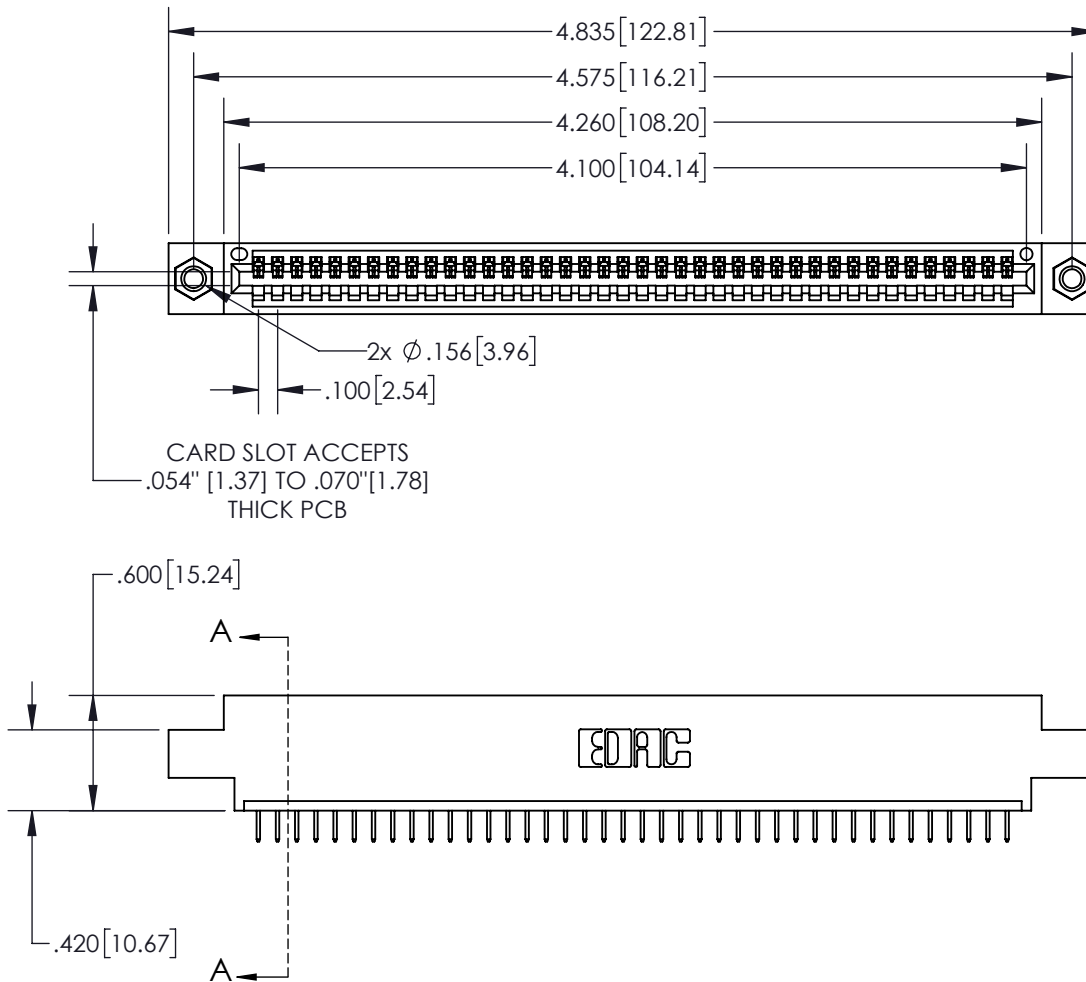 4.835[122.81]
4.575[116.21]
4.260[108.20]
4.100[104.14]
2x Ø .156[3.96]
.100[2.54]
CARD SLOT ACCEPTS
.054" [1.37] TO .070"[1.78]
THICK PCB
.600[15.24]
A
EDAC
.420[10.67]
A